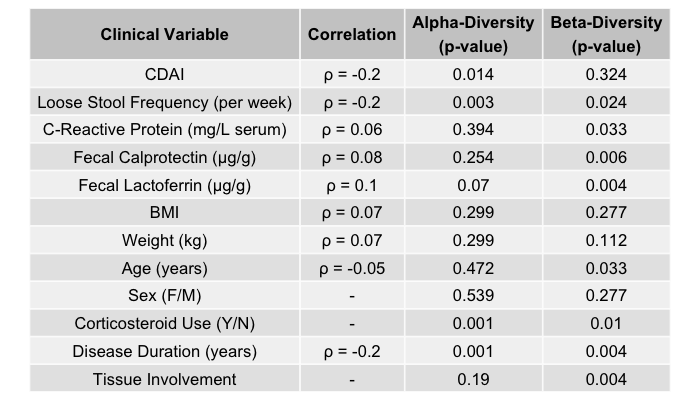 Clinical Variable Correlation Alpha-Diversity (p-value) Beta-Diversity (p-value)
CDAI ρ = -0.2 0.014 0.324
Loose Stool Frequency (per week) ρ = -0.2 0.003 0.024
C-Reactive Protein (mg/L serum) ρ = 0.06 0.394 0.033
Fecal Calprotectin (µg/g) ρ = 0.08 0.254 0.006
Fecal Lactoferrin (µg/g) ρ = 0.1 0.07 0.004
BMI ρ = 0.07 0.299 0.277
Weight (kg) ρ = 0.07 0.299 0.112
Age (years) ρ = -0.05 0.472 0.033
Sex (F/M) - 0.539 0.277
Corticosteroid Use (Y/N) - 0.001 0.01
Disease Duration (years) ρ = -0.2 0.001 0.004
Tissue Involvement - 0.19 0.004